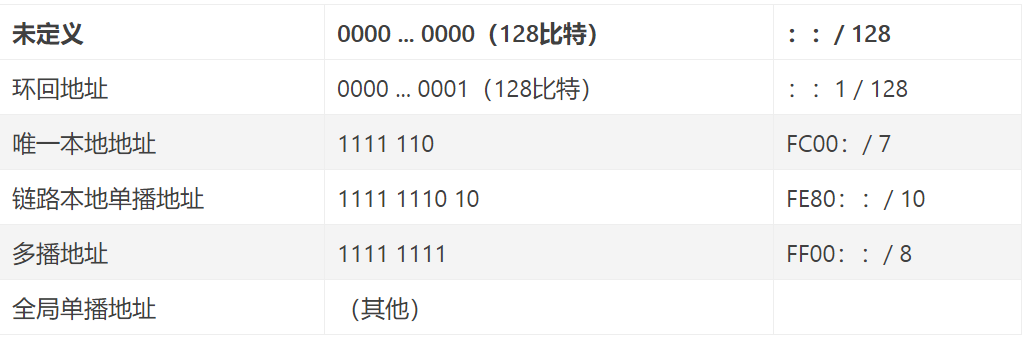 未定义 0000 ... 0000（128比特） ：：/ 128
环回地址 0000 ... 0001（128比特） ：：1 / 128
唯一本地地址 1111 110 FC00：/ 7
链路本地单播地址 1111 1110 10 FE80：：/ 10
多播地址 1111 1111 FF00：：/ 8
全局单播地址 （其他）